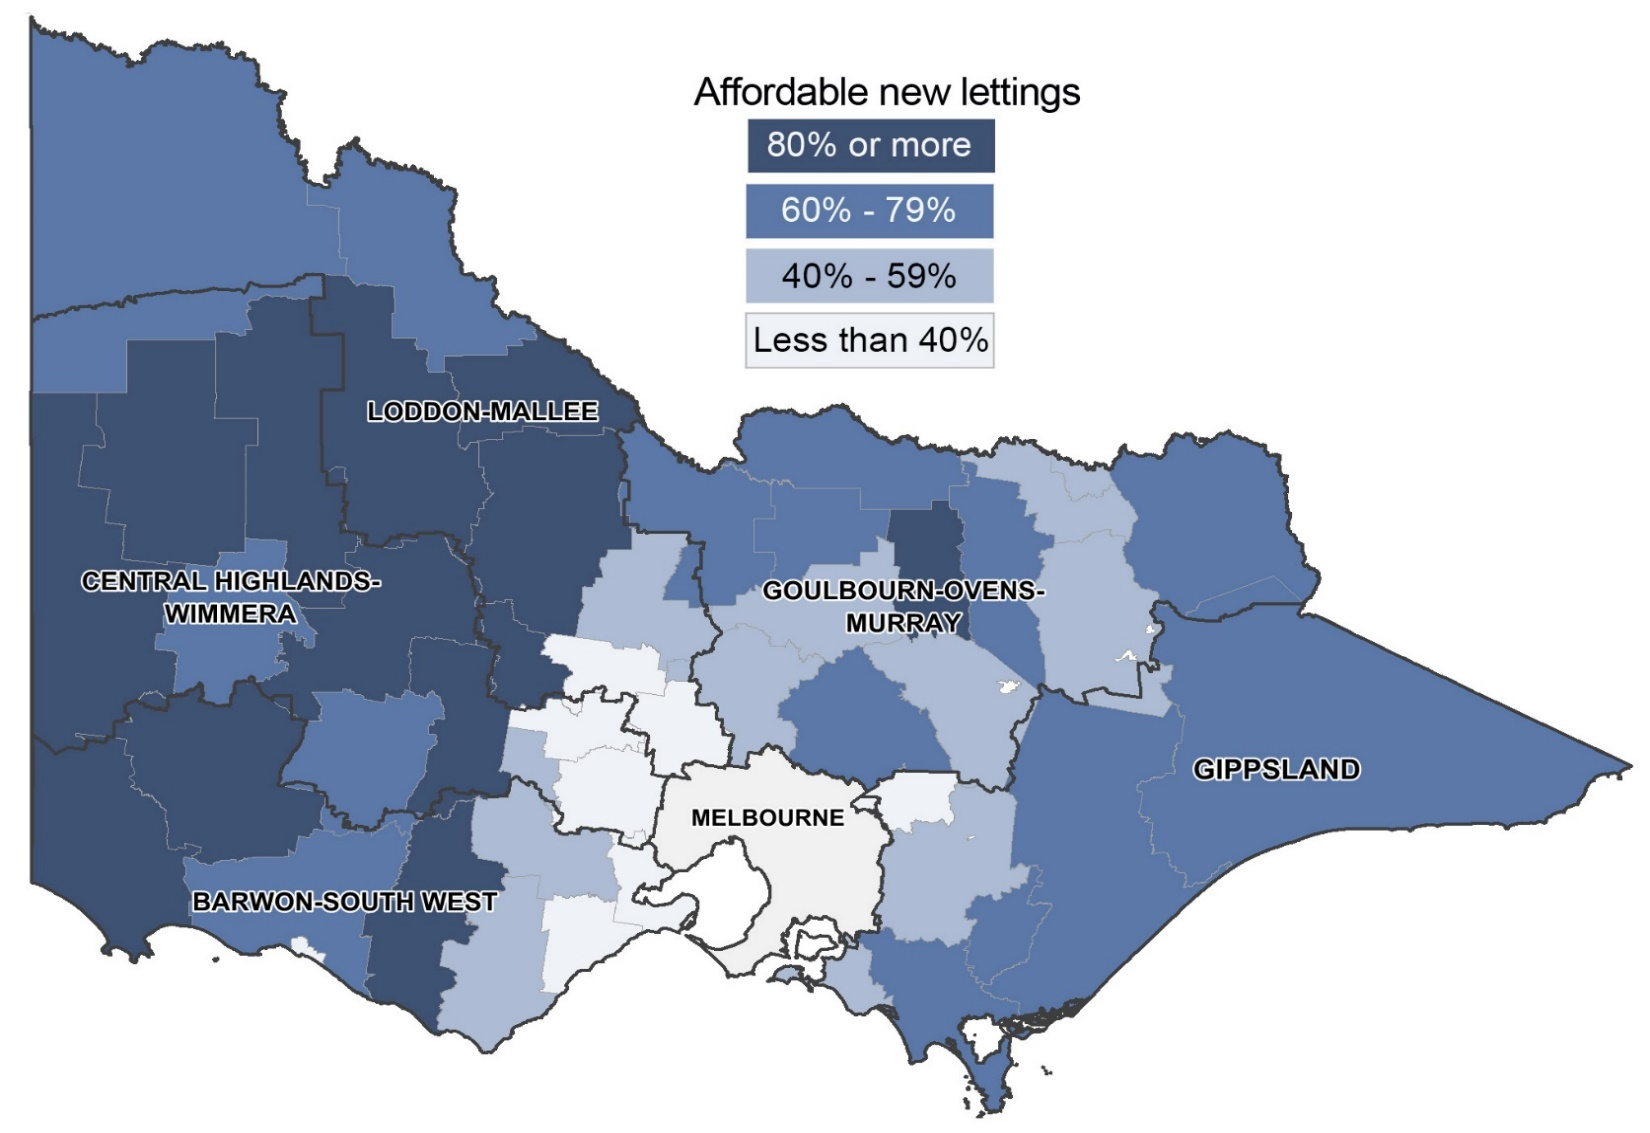 Affordable new lettings
80% or more
60% - 79%
40% - 59%
Less than 40%
LODDON-MALLEE
CENTRAL HIGHLANDS-
WIMMERA
GOULBOURN-OVENS-
MURRAY
GIPPSLAND
MELBOURNE
BARWON-SOUTH WEST